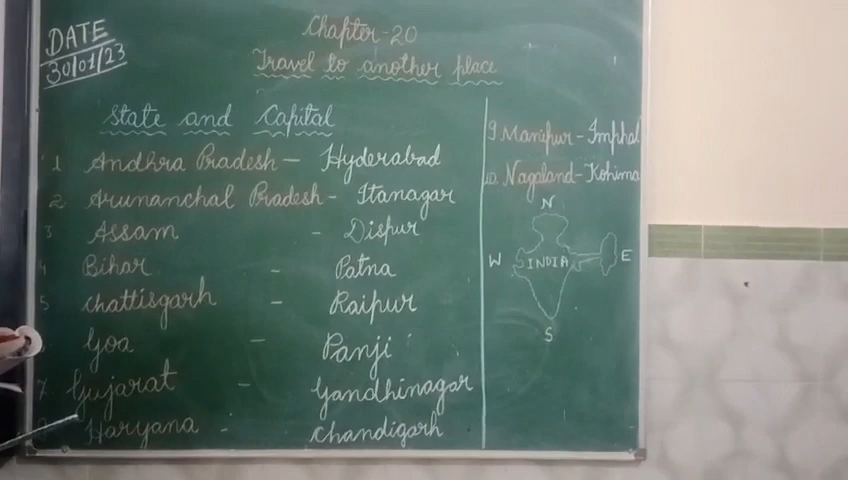 DATE
30/01/23
Chapter-20
Travel to another place
State and Capital
1 Andhra Pradesh - Hyderabad
2. Arunanchal Pradesh - Itanagar
3 Assam - Dispur
4 Bihar - Patna
5 Chattisgarh - Raipur
Goa - Panji
7. Gujarat - Gandhinagar
Haryana - Chandigarh
9. Manipur - Imphal
10. Nagaland - Kohima
N
W INDIA E
S